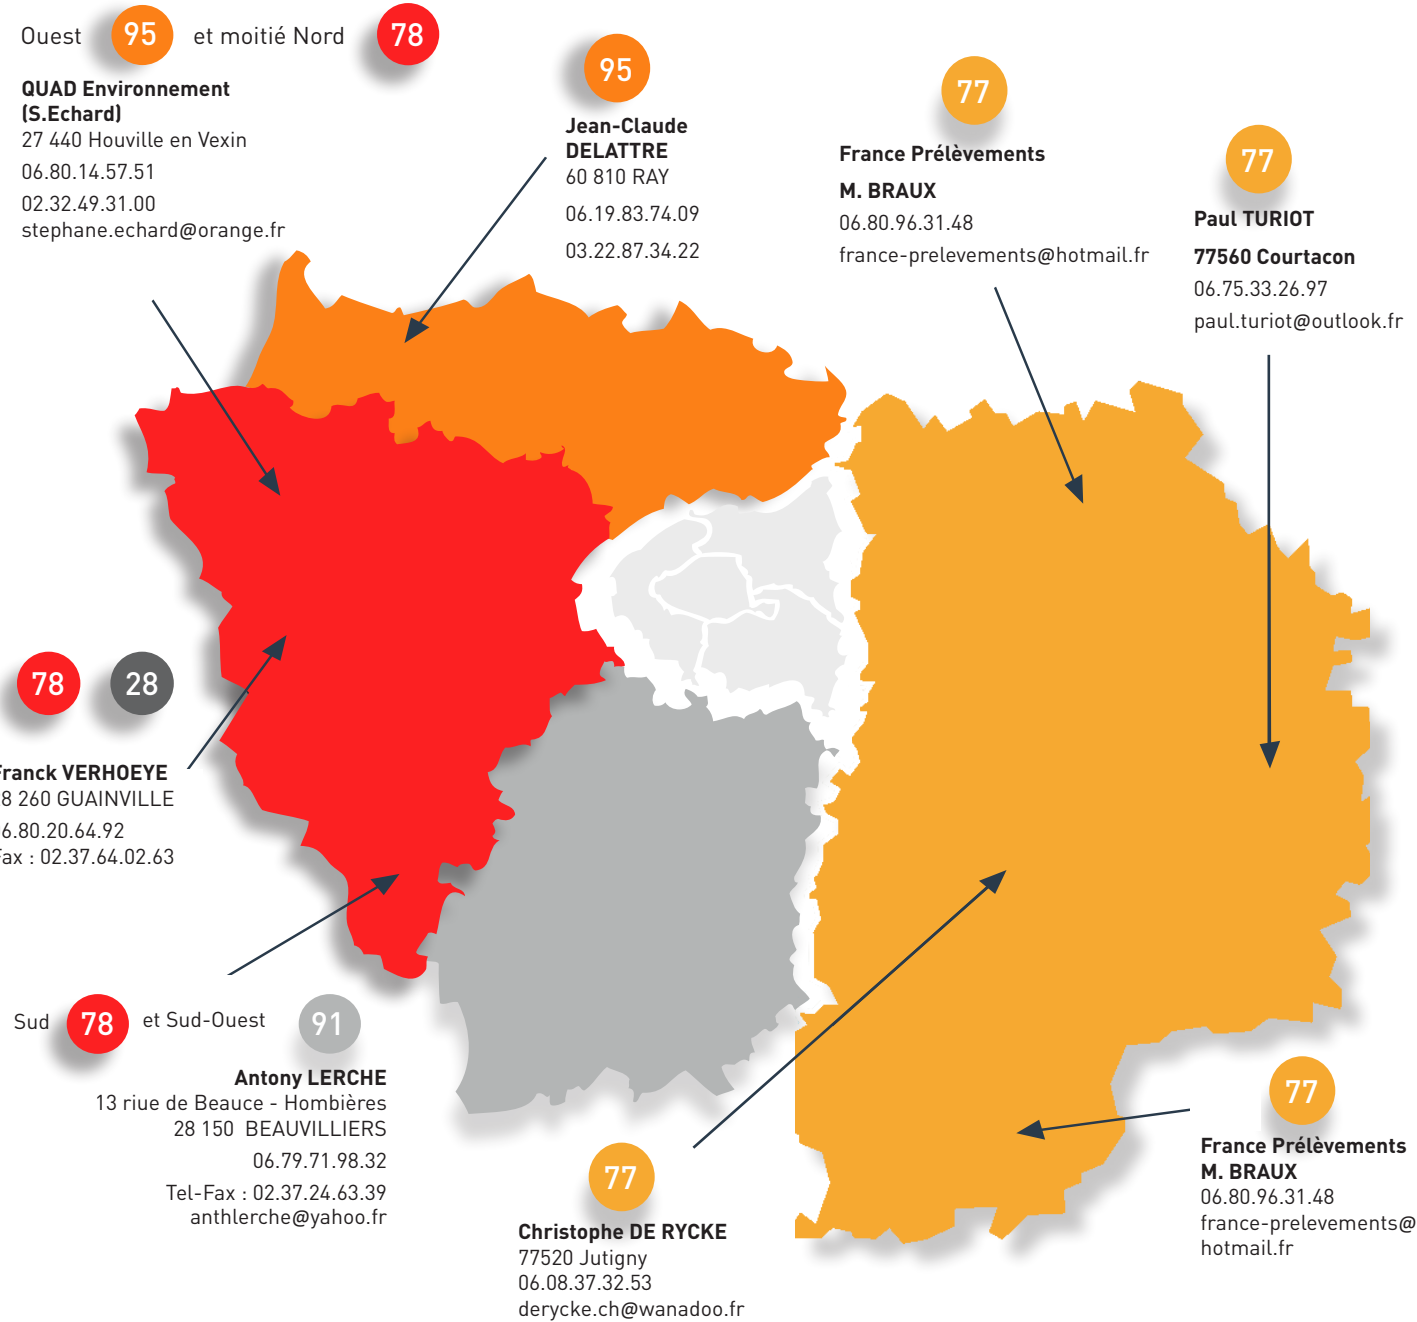 Ouest 95 et moitié Nord 78
QUAD Environnement
(S.Echard)
27 440 Houville en Vexin
06.80.14.57.51
02.32.49.31.00
stephane.echard@orange.fr
95
Jean-Claude
DELATTRE
60 810 RAY
06.19.83.74.09
03.22.87.34.22
77
France Prélèvements
M. BRAUX
06.80.96.31.48
france-prelevements@hotmail.fr
77
Paul TURIOT
77560 Courtacon
06.75.33.26.97
paul.turiot@outlook.fr
78 28
Franck VERHOEYE
8 260 GUAINVILLE
6.80.20.64.92
Fax : 02.37.64.02.63
Sud 78 et Sud-Ouest 91
Antony LERCHE
13 riue de Beauce - Hombières
28 150 BEAUVILLIERS
06.79.71.98.32
Tel-Fax : 02.37.24.63.39
anthlerche@yahoo.fr
77
Christophe DE RYCKE
77520 Jutigny
06.08.37.32.53
derycke.ch@wanadoo.fr
77
France Prélèvements
M. BRAUX
06.80.96.31.48
france-prelevements@
hotmail.fr